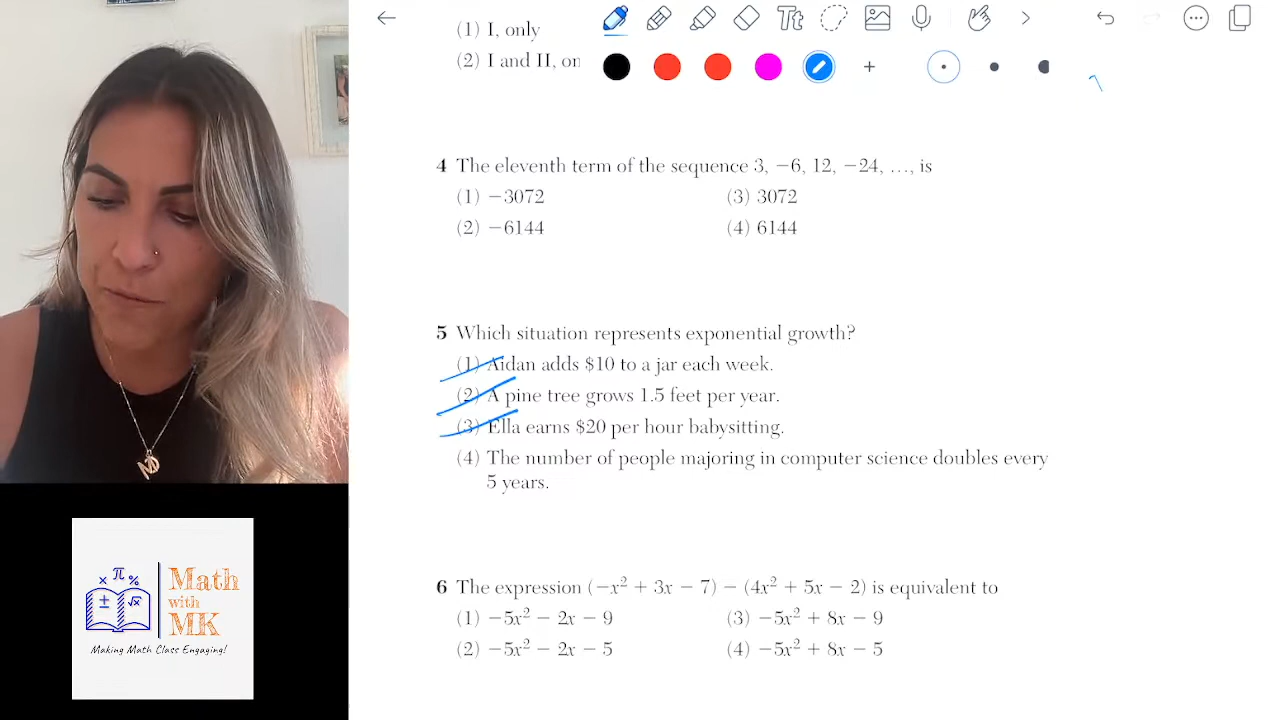 (1) I, only
(2) I and II, on
Tt
4 The eleventh term of the sequence 3, −6, 12, −24, …, is
(1) −3072
(3) 3072
(2) −6144
(4) 6144
5 Which situation represents exponential growth?
(1) Aidan adds $10 to a jar each week.
(2) A pine tree grows 1.5 feet per year.
(3) Ella earns $20 per hour babysitting.
(4) The number of people majoring in computer science doubles every
5 years.
6 The expression (−x² + 3x − 7) − (4x² + 5x − 2) is equivalent to
(1) −5x² − 2x − 9
(3) −5x² + 8x − 9
(2) −5x² − 2x − 5
(4) −5x² + 8x − 5
× π %
± √x
Math
with
MK
Making Math Class Engaging!